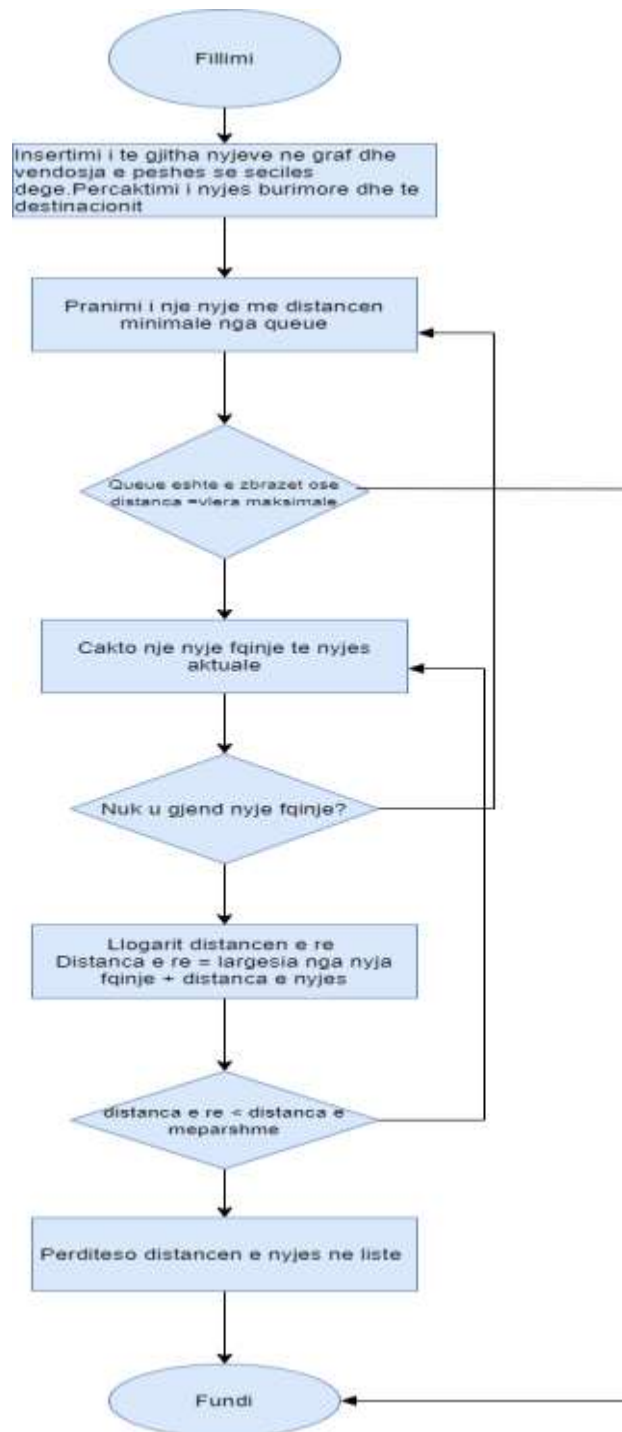 Fillimi
Insertimi i te gjitha nyjeve ne graf dhe
vendosja e peshes se seciles
dege.Percaktimi i nyjes burimore dhe te
destinacionit
Pranimi i nje nyje me distancen
minimale nga queue
Queue eshte e zbrazet ose
distanca =vlera maksimale
Cakto nje nyje fqinje te nyjes
aktuale
Nuk u gjend nyje fqinje?
Llogarit distancen e re
Distanca e re = largesia nga nyja
fqinje + distanca e nyjes
distanca e re < distanca e
meparshme
Perditeso distancen e nyjes ne liste
Fundi